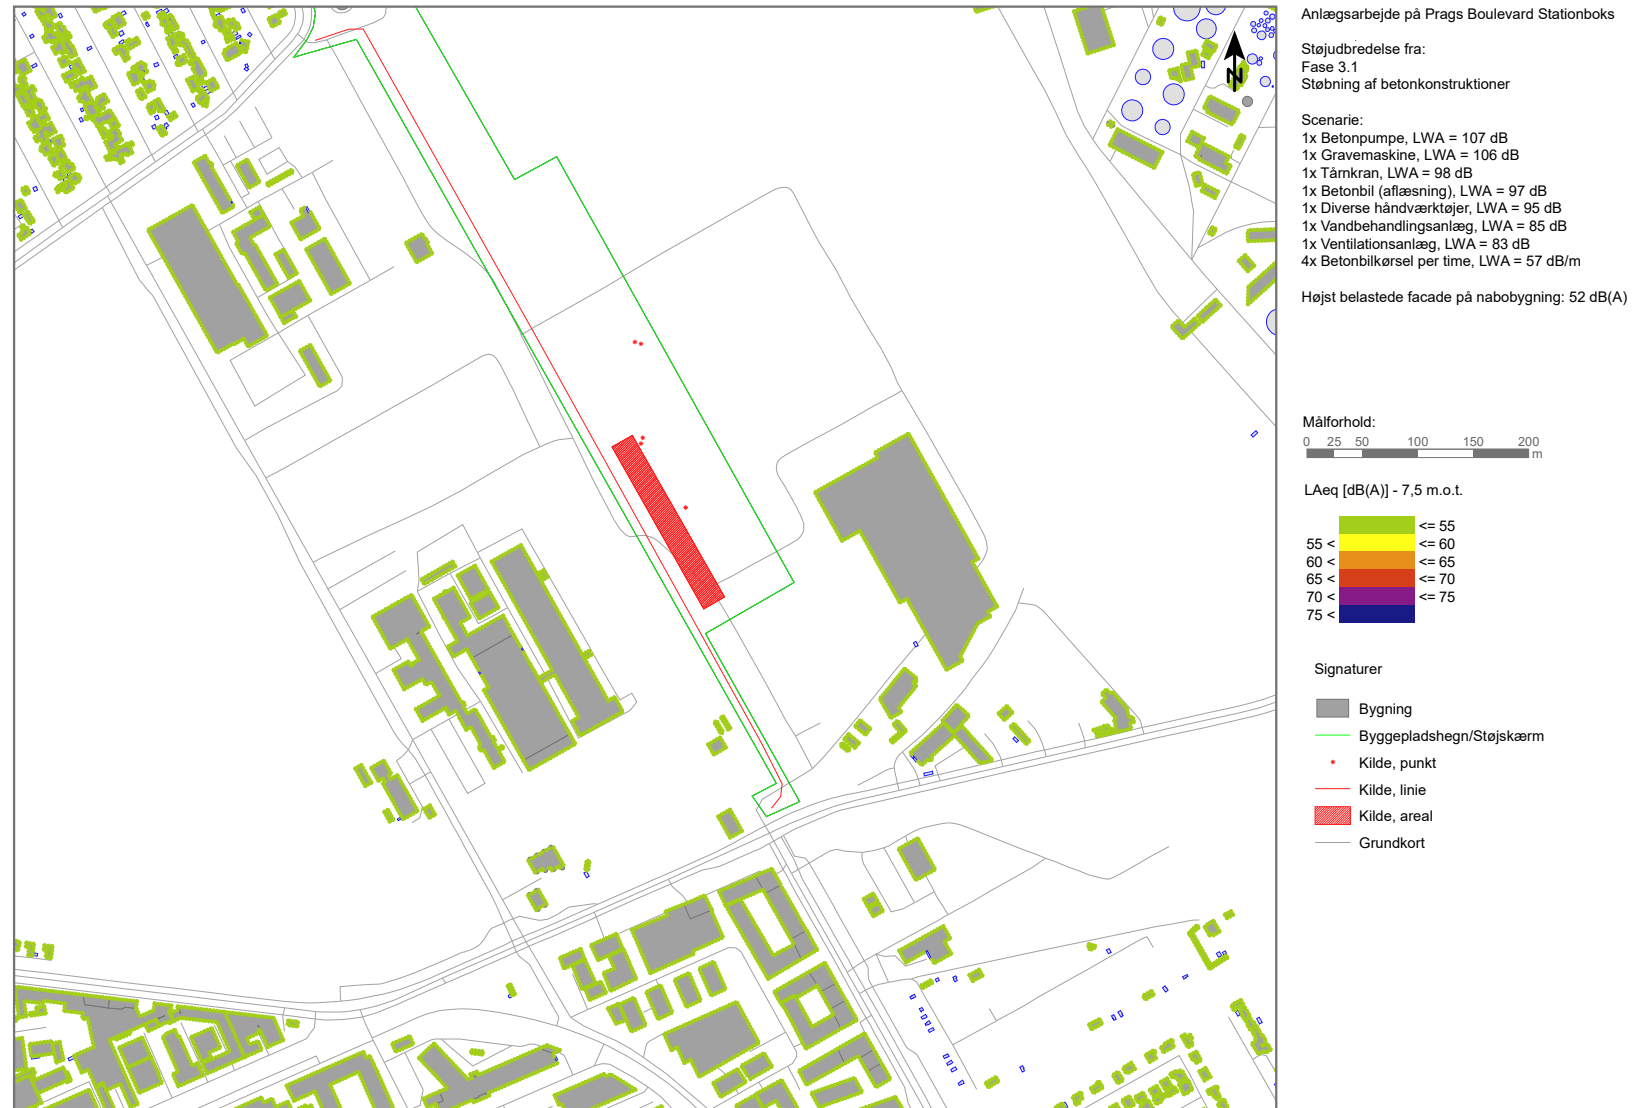 Anlægsarbejde på Prags Boulevard Stationboks
Støjudbredelse fra:
Fase 3.1
Støbning af betonkonstruktioner
Scenarie:
1x Betonpumpe, LWA = 107 dB
1x Gravemaskine, LWA = 106 dB
1x Tårnkran, LWA = 98 dB
1x Betonbil (aflæsning), LWA = 97 dB
1x Diverse håndværktøjer, LWA = 95 dB
1x Vandbehandlingsanlæg, LWA = 85 dB
1x Ventilationsanlæg, LWA = 83 dB
4x Betonbilkørsel per time, LWA = 57 dB/m
Højst belastede facade på nabobygning: 52 dB(A)
N
Målforhold:
0 25 50 100 150 200
m
LAeq [dB(A)] - 7,5 m.o.t.
<= 55
55 < <= 60
60 < <= 65
65 < <= 70
70 < <= 75
75 <
Signaturer
Bygning
Byggepladshegn/Støjskærm
Kilde, punkt
Kilde, linie
Kilde, areal
Grundkort